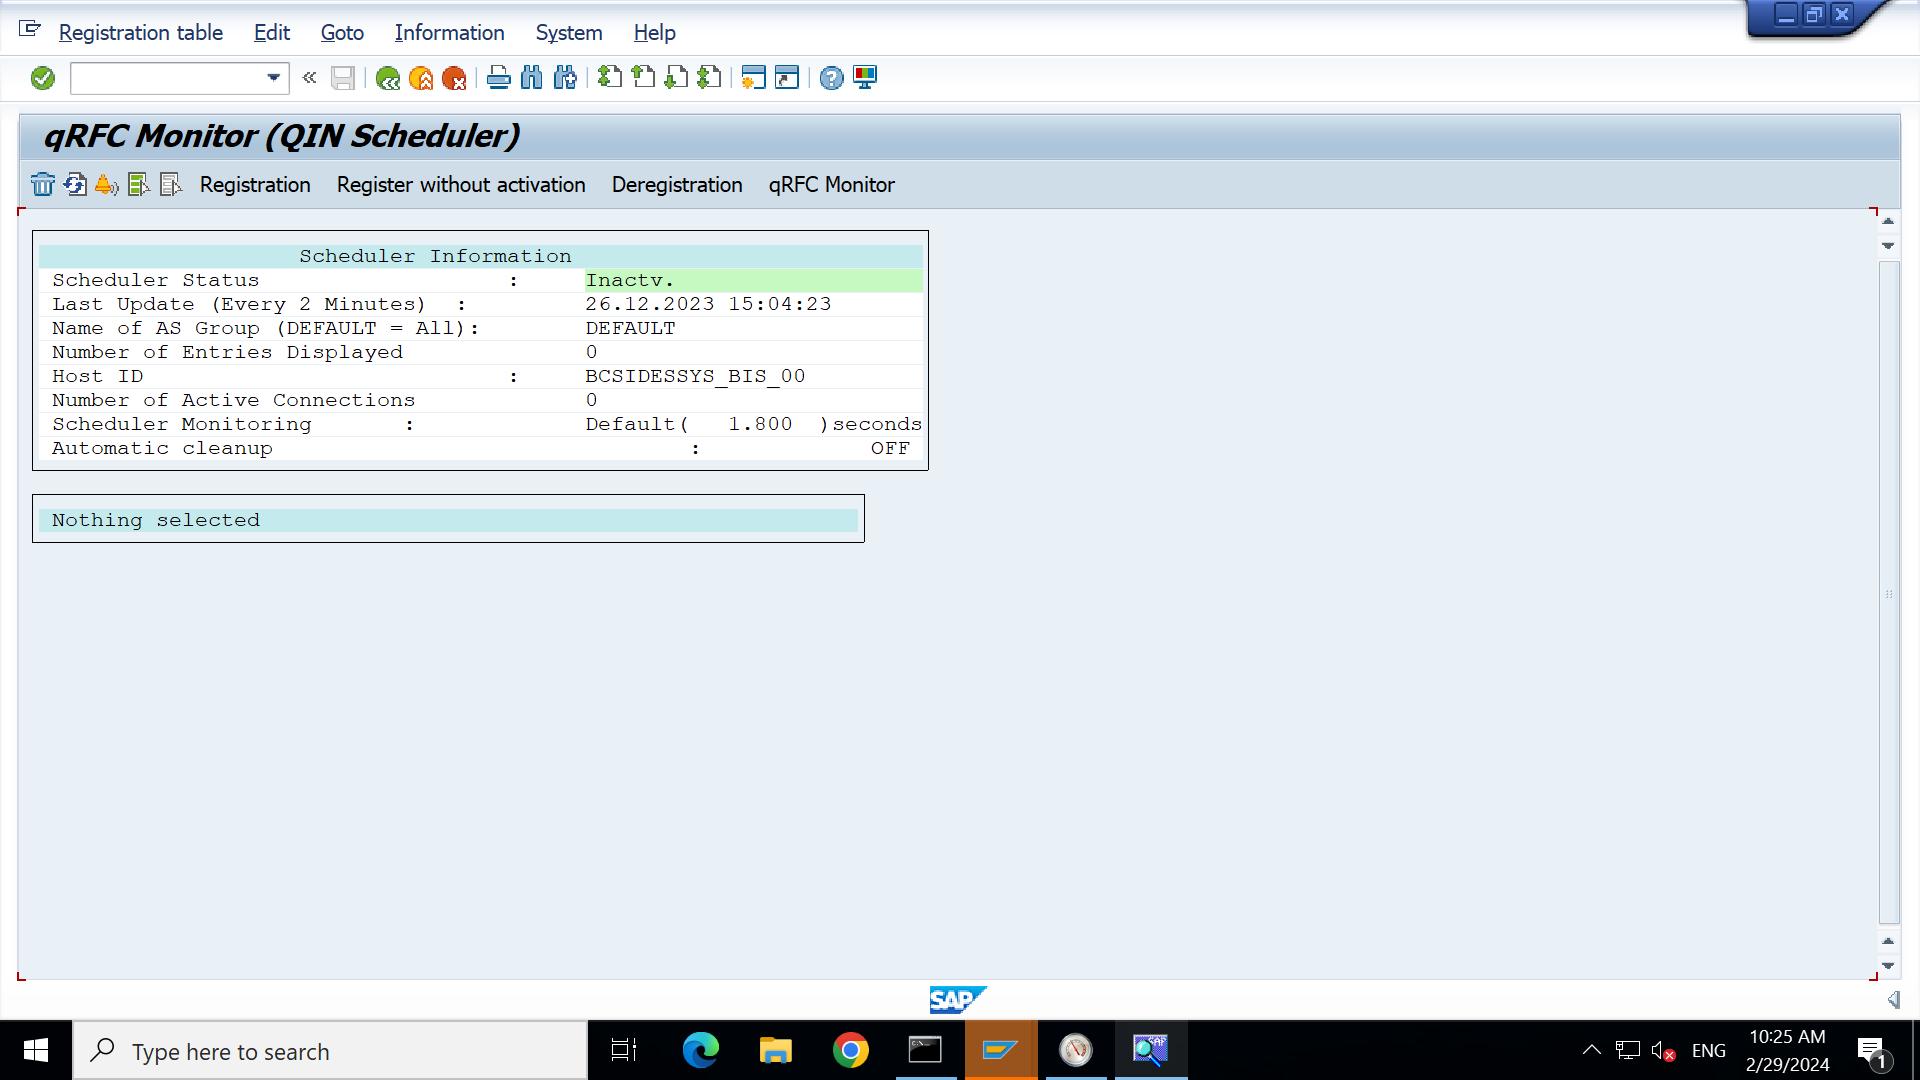 Registration table Edit Goto Information System Help
qRFC Monitor (QIN Scheduler)
Registration Register without activation Deregistration qRFC Monitor
Scheduler Information
Scheduler Status : Inactv.
Last Update (Every 2 Minutes) : 26.12.2023 15:04:23
Name of AS Group (DEFAULT = All): DEFAULT
Number of Entries Displayed 0
Host ID : BCSIDESSYS_BIS_00
Number of Active Connections 0
Scheduler Monitoring : Default( 1.800 )seconds
Automatic cleanup : OFF
Nothing selected
SAP
Type here to search
ENG
10:25 AM
2/29/2024
1